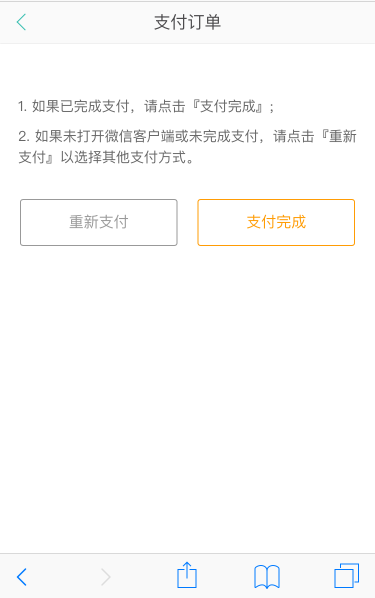 支付订单
1. 如果已完成支付，请点击『支付完成』；
2. 如果未打开微信客户端或未完成支付，请点击『重新
支付』以选择其他支付方式。
重新支付
支付完成